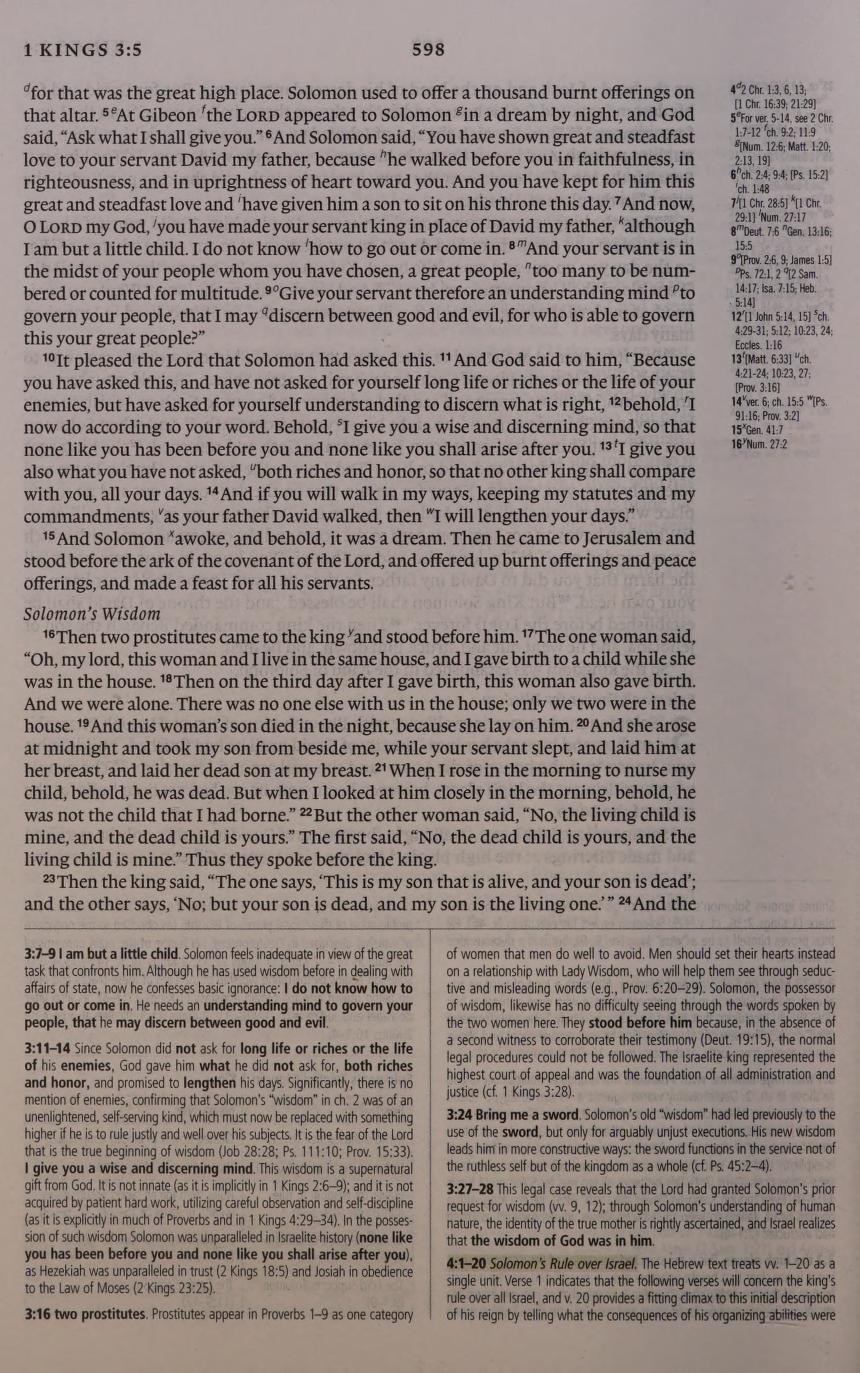 1 KINGS 3:5
598
dfor that was the great high place. Solomon used to offer a thousand burnt offerings on
that altar. 5 eAt Gibeon fthe LORD appeared to Solomon gin a dream by night, and God
said, “Ask what I shall give you.” 6 And Solomon said, “You have shown great and steadfast
love to your servant David my father, because hhe walked before you in faithfulness, in
righteousness, and in uprightness of heart toward you. And you have kept for him this
great and steadfast love and ihave given him a son to sit on his throne this day. 7 And now,
O LORD my God, jyou have made your servant king in place of David my father, kalthough
I am but a little child. I do not know lhow to go out or come in. 8 mAnd your servant is in
the midst of your people whom you have chosen, a great people, ntoo many to be num-
bered or counted for multitude. 9 oGive your servant therefore an understanding mind pto
govern your people, that I may qdiscern between good and evil, for who is able to govern
this your great people?”
10 It pleased the Lord that Solomon had asked this. 11 And God said to him, “Because
you have asked this, and have not asked for yourself long life or riches or the life of your
enemies, but have asked for yourself understanding to discern what is right, 12 behold, rI
now do according to your word. Behold, sI give you a wise and discerning mind, so that
none like you has been before you and none like you shall arise after you. 13 tI give you
also what you have not asked, uboth riches and honor, so that no other king shall compare
with you, all your days. 14 And if you will walk in my ways, keeping my statutes and my
commandments, vas your father David walked, then wI will lengthen your days.”
15 And Solomon xawoke, and behold, it was a dream. Then he came to Jerusalem and
stood before the ark of the covenant of the Lord, and offered up burnt offerings and peace
offerings, and made a feast for all his servants.
Solomon’s Wisdom
16 Then two prostitutes came to the king yand stood before him. 17 The one woman said,
“Oh, my lord, this woman and I live in the same house, and I gave birth to a child while she
was in the house. 18 Then on the third day after I gave birth, this woman also gave birth.
And we were alone. There was no one else with us in the house; only we two were in the
house. 19 And this woman’s son died in the night, because she lay on him. 20 And she arose
at midnight and took my son from beside me, while your servant slept, and laid him at
her breast, and laid her dead son at my breast. 21 When I rose in the morning to nurse my
child, behold, he was dead. But when I looked at him closely in the morning, behold, he
was not the child that I had borne.” 22 But the other woman said, “No, the living child is
mine, and the dead child is yours.” The first said, “No, the dead child is yours, and the
living child is mine.” Thus they spoke before the king.
23 Then the king said, “The one says, ‘This is my son that is alive, and your son is dead’;
and the other says, ‘No; but your son is dead, and my son is the living one.’” 24 And the
4 d2 Chr. 1:3, 6, 13;
[1 Chr. 16:39; 21:29]
5 eFor ver. 5-14, see 2 Chr.
1:7-12 fch. 9:2; 11:9
g[Num. 12:6; Matt. 1:20;
2:13, 19]
6 hch. 2:4; 9:4; [Ps. 15:2]
ich. 1:48
7 j[1 Chr. 28:5] k[1 Chr.
29:1] lNum. 27:17
8 mDeut. 7:6 nGen. 13:16;
15:5
9 o[Prov. 2:6, 9; James 1:5]
pPs. 72:1, 2 q[2 Sam.
14:17; Isa. 7:15; Heb.
5:14]
12 r[1 John 5:14, 15] sch.
4:29-31; 5:12; 10:23, 24;
Eccles. 1:16
13 t[Matt. 6:33] uch.
4:21-24; 10:23, 27;
[Prov. 3:16]
14 vver. 6; ch. 15:5 w[Ps.
91:16; Prov. 3:2]
15 xGen. 41:7
16 yNum. 27:2
3:7–9 I am but a little child. Solomon feels inadequate in view of the great
task that confronts him. Although he has used wisdom before in dealing with
affairs of state, now he confesses basic ignorance: I do not know how to
go out or come in. He needs an understanding mind to govern your
people, that he may discern between good and evil.
3:11–14 Since Solomon did not ask for long life or riches or the life
of his enemies, God gave him what he did not ask for, both riches
and honor, and promised to lengthen his days. Significantly, there is no
mention of enemies, confirming that Solomon’s “wisdom” in ch. 2 was of an
unenlightened, self-serving kind, which must now be replaced with something
higher if he is to rule justly and well over his subjects. It is the fear of the Lord
that is the true beginning of wisdom (Job 28:28; Ps. 111:10; Prov. 15:33).
I give you a wise and discerning mind. This wisdom is a supernatural
gift from God. It is not innate (as it is implicitly in 1 Kings 2:6–9); and it is not
acquired by patient hard work, utilizing careful observation and self-discipline
(as it is explicitly in much of Proverbs and in 1 Kings 4:29–34). In the posses-
sion of such wisdom Solomon was unparalleled in Israelite history (none like
you has been before you and none like you shall arise after you),
as Hezekiah was unparalleled in trust (2 Kings 18:5) and Josiah in obedience
to the Law of Moses (2 Kings 23:25).
3:16 two prostitutes. Prostitutes appear in Proverbs 1–9 as one category
of women that men do well to avoid. Men should set their hearts instead
on a relationship with Lady Wisdom, who will help them see through seduc-
tive and misleading words (e.g., Prov. 6:20–29). Solomon, the possessor
of wisdom, likewise has no difficulty seeing through the words spoken by
the two women here. They stood before him because, in the absence of
a second witness to corroborate their testimony (Deut. 19:15), the normal
legal procedures could not be followed. The Israelite king represented the
highest court of appeal and was the foundation of all administration and
justice (cf. 1 Kings 3:28).
3:24 Bring me a sword. Solomon’s old “wisdom” had led previously to the
use of the sword, but only for arguably unjust executions. His new wisdom
leads him in more constructive ways: the sword functions in the service not of
the ruthless self but of the kingdom as a whole (cf. Ps. 45:2–4).
3:27–28 This legal case reveals that the Lord had granted Solomon’s prior
request for wisdom (vv. 9, 12); through Solomon’s understanding of human
nature, the identity of the true mother is rightly ascertained, and Israel realizes
that the wisdom of God was in him.
4:1–20 Solomon’s Rule over Israel. The Hebrew text treats vv. 1–20 as a
single unit. Verse 1 indicates that the following verses will concern the king’s
rule over all Israel, and v. 20 provides a fitting climax to this initial description
of his reign by telling what the consequences of his organizing abilities were